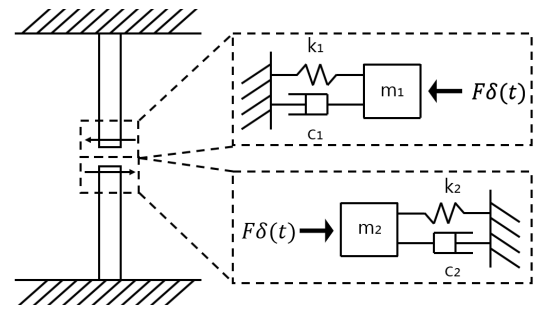 k₁
m₁
Fδ(t)
c₁
k₂
Fδ(t)
m₂
c₂